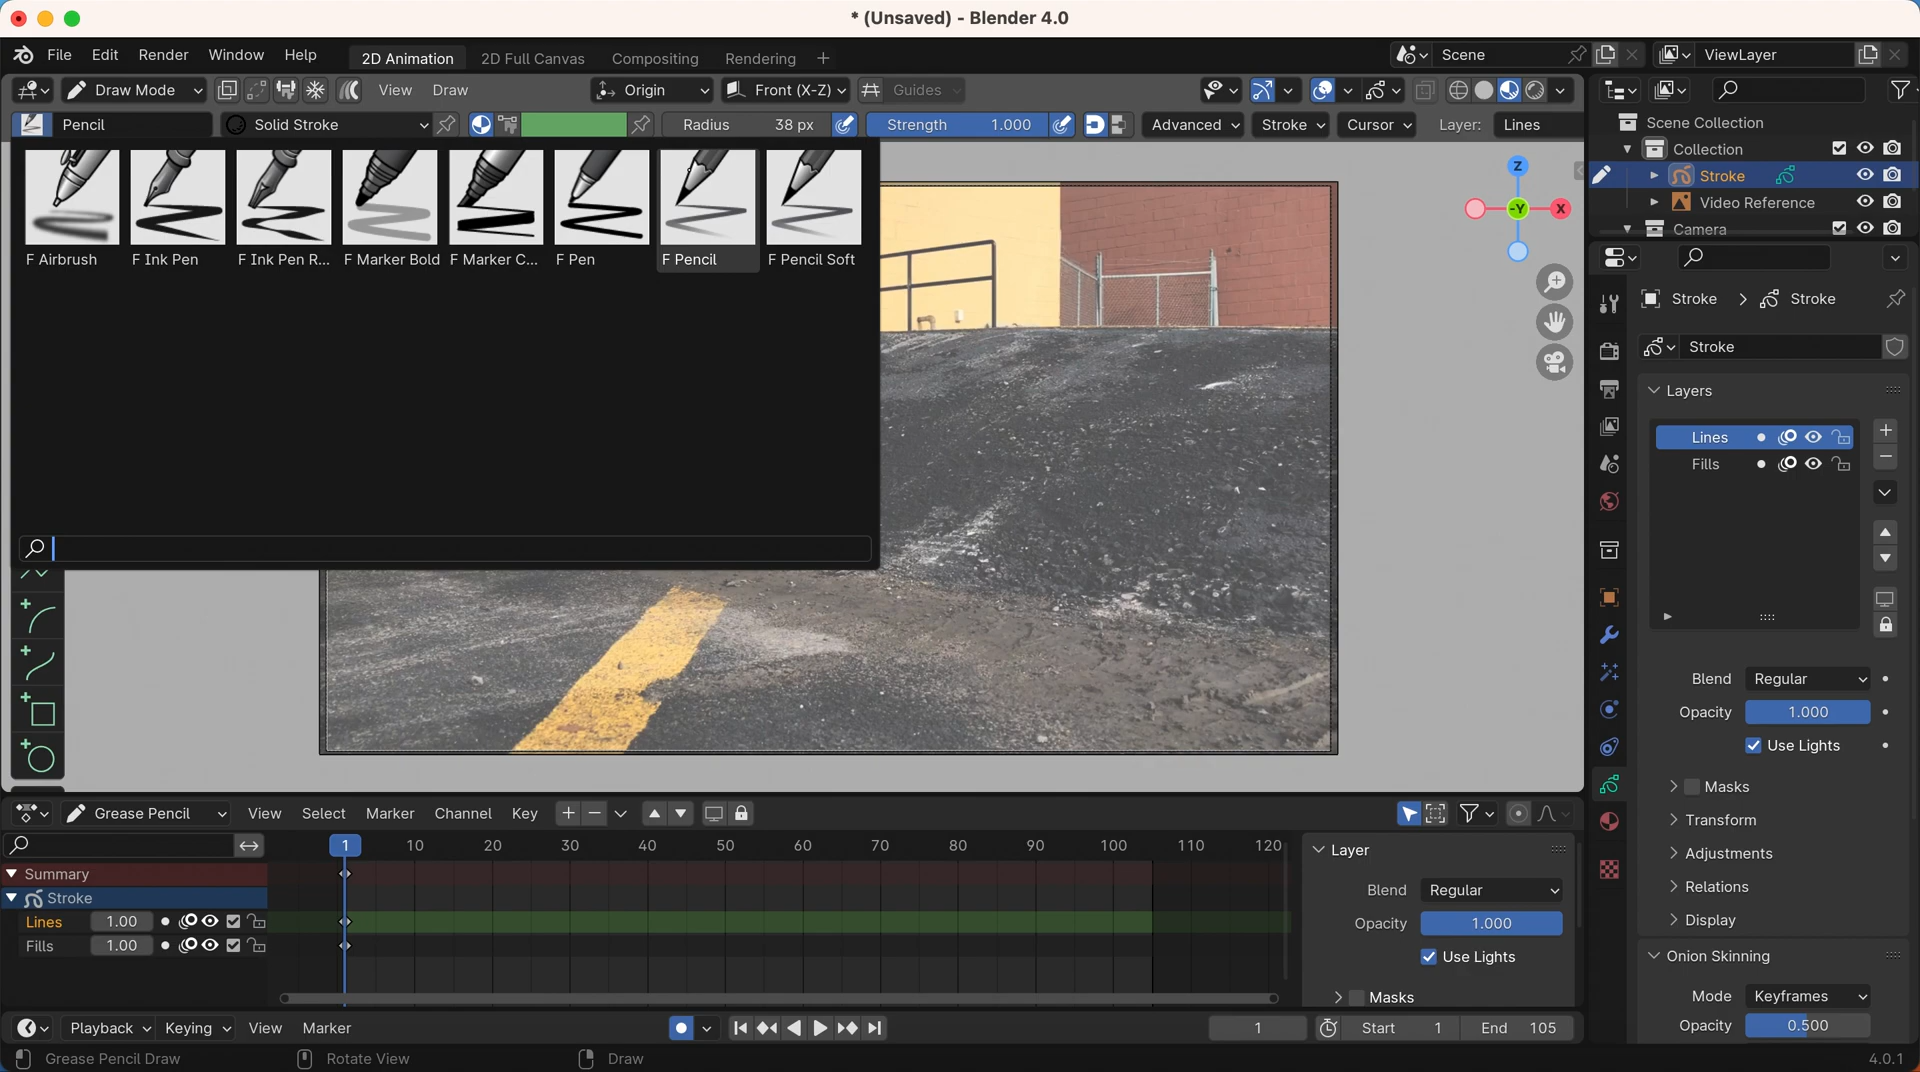 * (Unsaved) - Blender 4.0
File Edit Render Window Help 2D Animation 2D Full Canvas Compositing Rendering + Scene ViewLayer
Draw Mode View Draw Origin Front (X-Z) Guides
Pencil Solid Stroke Radius 38 px Strength 1.000 Advanced Stroke Cursor Layer: Lines
F Airbrush F Ink Pen F Ink Pen R... F Marker Bold F Marker C... F Pen F Pencil F Pencil Soft
Z
-Y X
Scene Collection
Collection
Stroke
Video Reference
Camera
Stroke > Stroke
Stroke
Layers
Lines
Fills
Blend Regular
Opacity 1.000
Use Lights
Masks
Transform
Adjustments
Relations
Display
Onion Skinning
Mode Keyframes
Opacity 0.500
Grease Pencil View Select Marker Channel Key
1 10 20 30 40 50 60 70 80 90 100 110 120
Summary
Stroke
Lines 1.00
Fills 1.00
Layer
Blend Regular
Opacity 1.000
Use Lights
Masks
Playback Keying View Marker 1 Start 1 End 105
Grease Pencil Draw Rotate View Draw 4.0.1